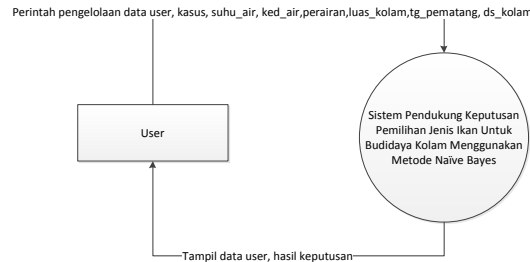 Perintah pengelolaan data user, kasus, suhu_air, ked_air,perairan,luas_kolam,tg_pematang, ds_kolam
User
Sistem Pendukung Keputusan
Pemilihan Jenis Ikan Untuk
Budidaya Kolam Menggunakan
Metode Naïve Bayes
Tampil data user, hasil keputusan